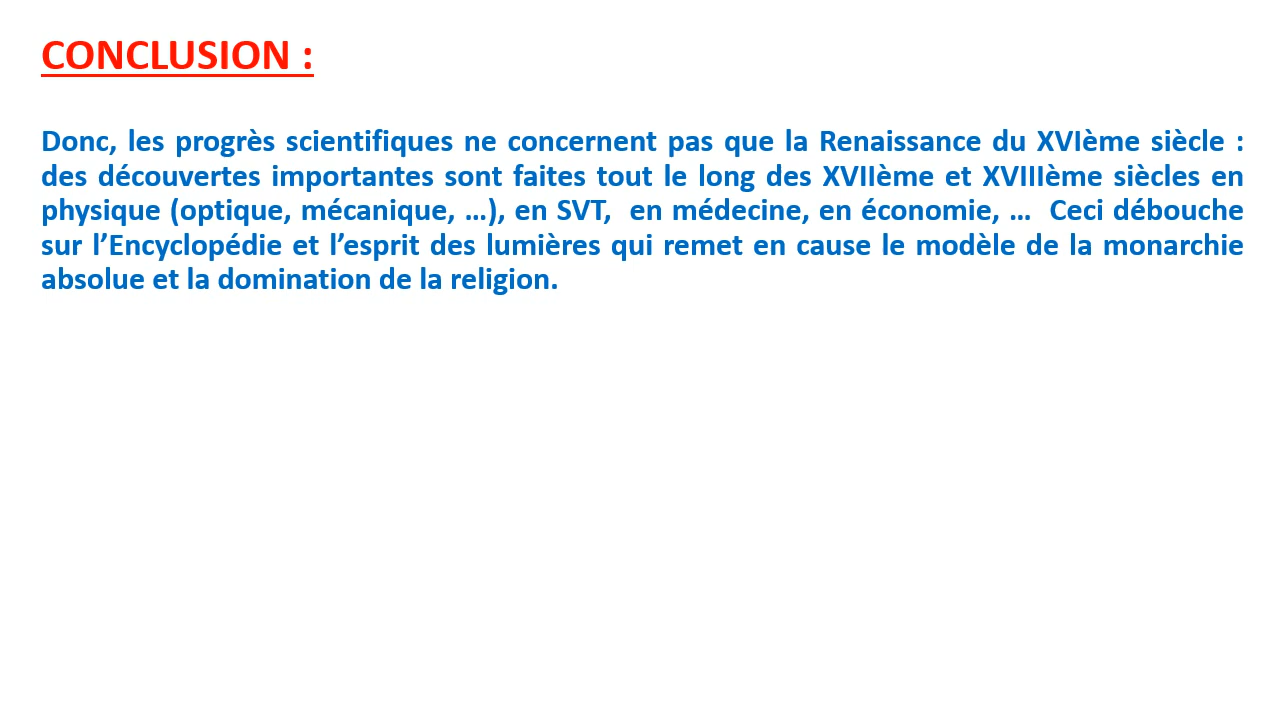 CONCLUSION :
Donc, les progrès scientifiques ne concernent pas que la Renaissance du XVIème siècle :
des découvertes importantes sont faites tout le long des XVIIème et XVIIIème siècles en
physique (optique, mécanique, …), en SVT,  en médecine, en économie, …  Ceci débouche
sur l’Encyclopédie et l’esprit des lumières qui remet en cause le modèle de la monarchie
absolue et la domination de la religion.